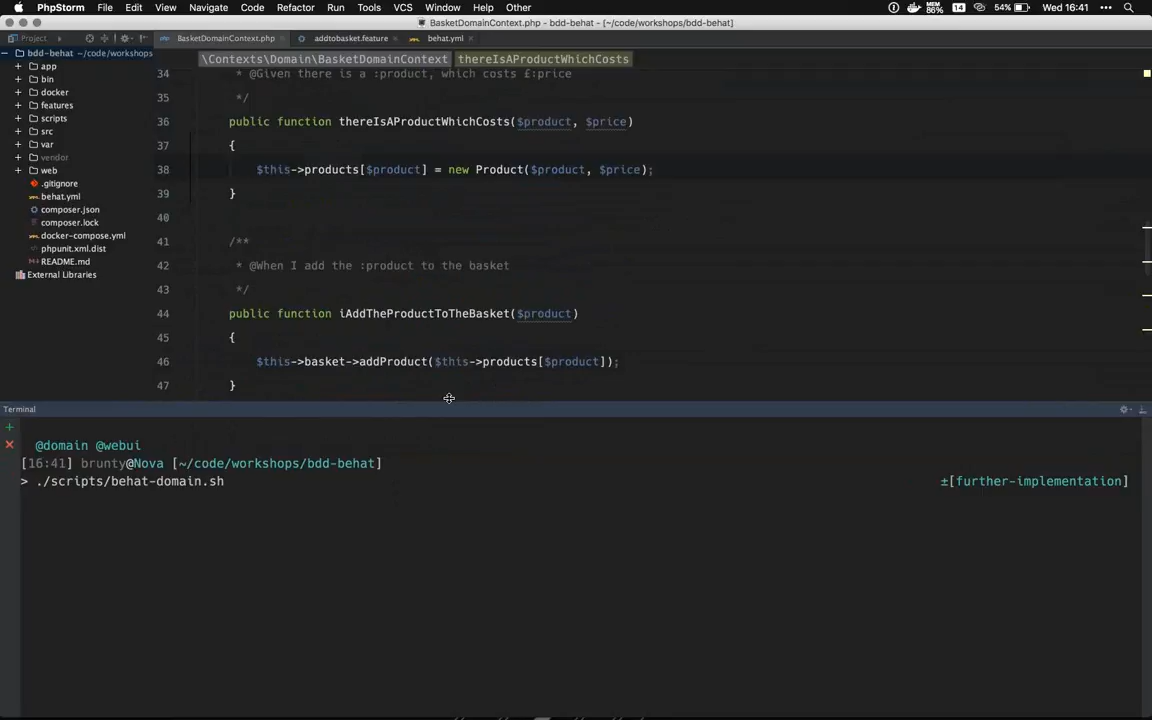 PhpStorm File Edit View Navigate Code Refactor Run Tools VCS Window Help Other MEM 86% 14 54% Wed 16:41
BasketDomainContext.php - bdd-behat - [~/code/workshops/bdd-behat]
Project
BasketDomainContext.php addtobasket.feature behat.yml
bdd-behat ~/code/workshops
app
bin
docker
features
scripts
src
var
vendor
web
.gitignore
behat.yml
composer.json
composer.lock
docker-compose.yml
phpunit.xml.dist
README.md
External Libraries
\Contexts\Domain\BasketDomainContext thereIsAProductWhichCosts
34 * @Given there is a :product, which costs £:price
35 */
36 public function thereIsAProductWhichCosts($product, $price)
37 {
38 $this->products[$product] = new Product($product, $price);
39 }
40
41 /**
42 * @When I add the :product to the basket
43 */
44 public function iAddTheProductToTheBasket($product)
45 {
46 $this->basket->addProduct($this->products[$product]);
47 }
Terminal
@domain @webui
[16:41] brunty@Nova [~/code/workshops/bdd-behat]
> ./scripts/behat-domain.sh ±[further-implementation]